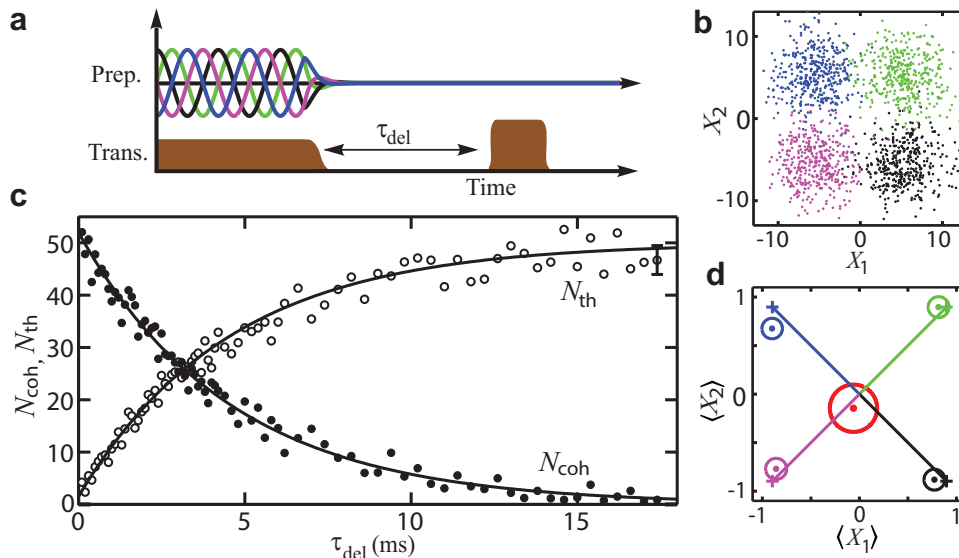 a
Prep.
Trans.
τdel
Time
b
X2
10
0
-10
-10
0
10
X1
c
Ncoh, Nth
50
40
30
20
10
0
Nth
Ncoh
0
5
10
15
τdel (ms)
d
⟨X2⟩
1
0
-1
-1
0
1
⟨X1⟩